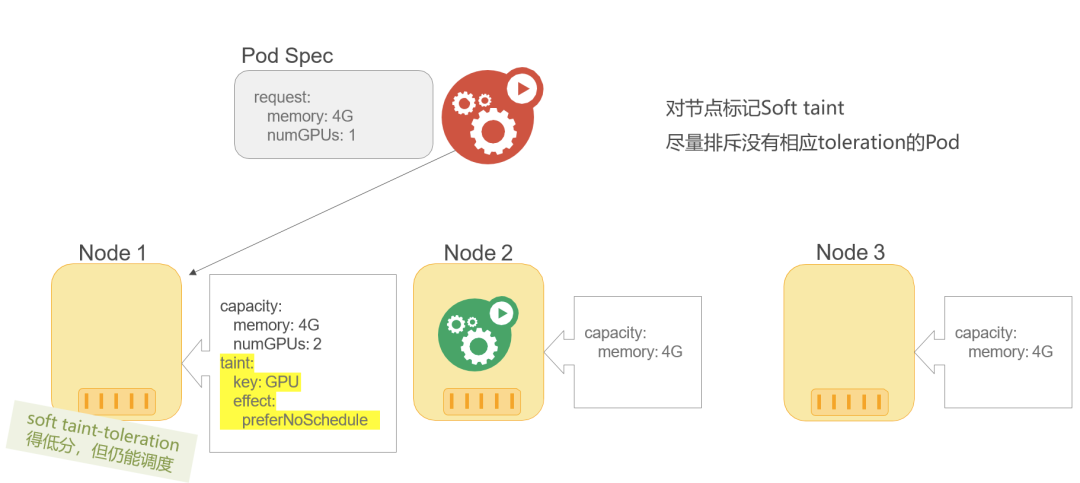 Pod Spec
request:
memory: 4G
numGPUs: 1
对节点标记Soft taint
尽量排斥没有相应toleration的Pod
Node 1
capacity:
memory: 4G
numGPUs: 2
taint:
key: GPU
effect:
preferNoSchedule
soft taint-toleration
得低分，但仍能调度
Node 2
capacity:
memory: 4G
Node 3
capacity:
memory: 4G